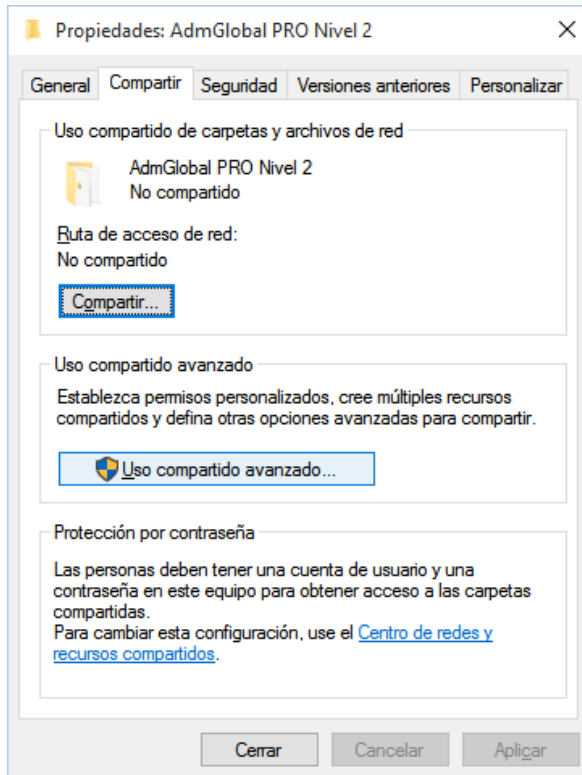 Propiedades: AdmGlobal PRO Nivel 2
General Compartir Seguridad Versiones anteriores Personalizar
Uso compartido de carpetas y archivos de red
AdmGlobal PRO Nivel 2
No compartido
Ruta de acceso de red:
No compartido
Compartir...
Uso compartido avanzado
Establezca permisos personalizados, cree múltiples recursos
compartidos y defina otras opciones avanzadas para compartir.
Uso compartido avanzado...
Protección por contraseña
Las personas deben tener una cuenta de usuario y una
contraseña en este equipo para obtener acceso a las carpetas
compartidas.
Para cambiar esta configuración, use el Centro de redes y
recursos compartidos.
Cerrar Cancelar Aplicar